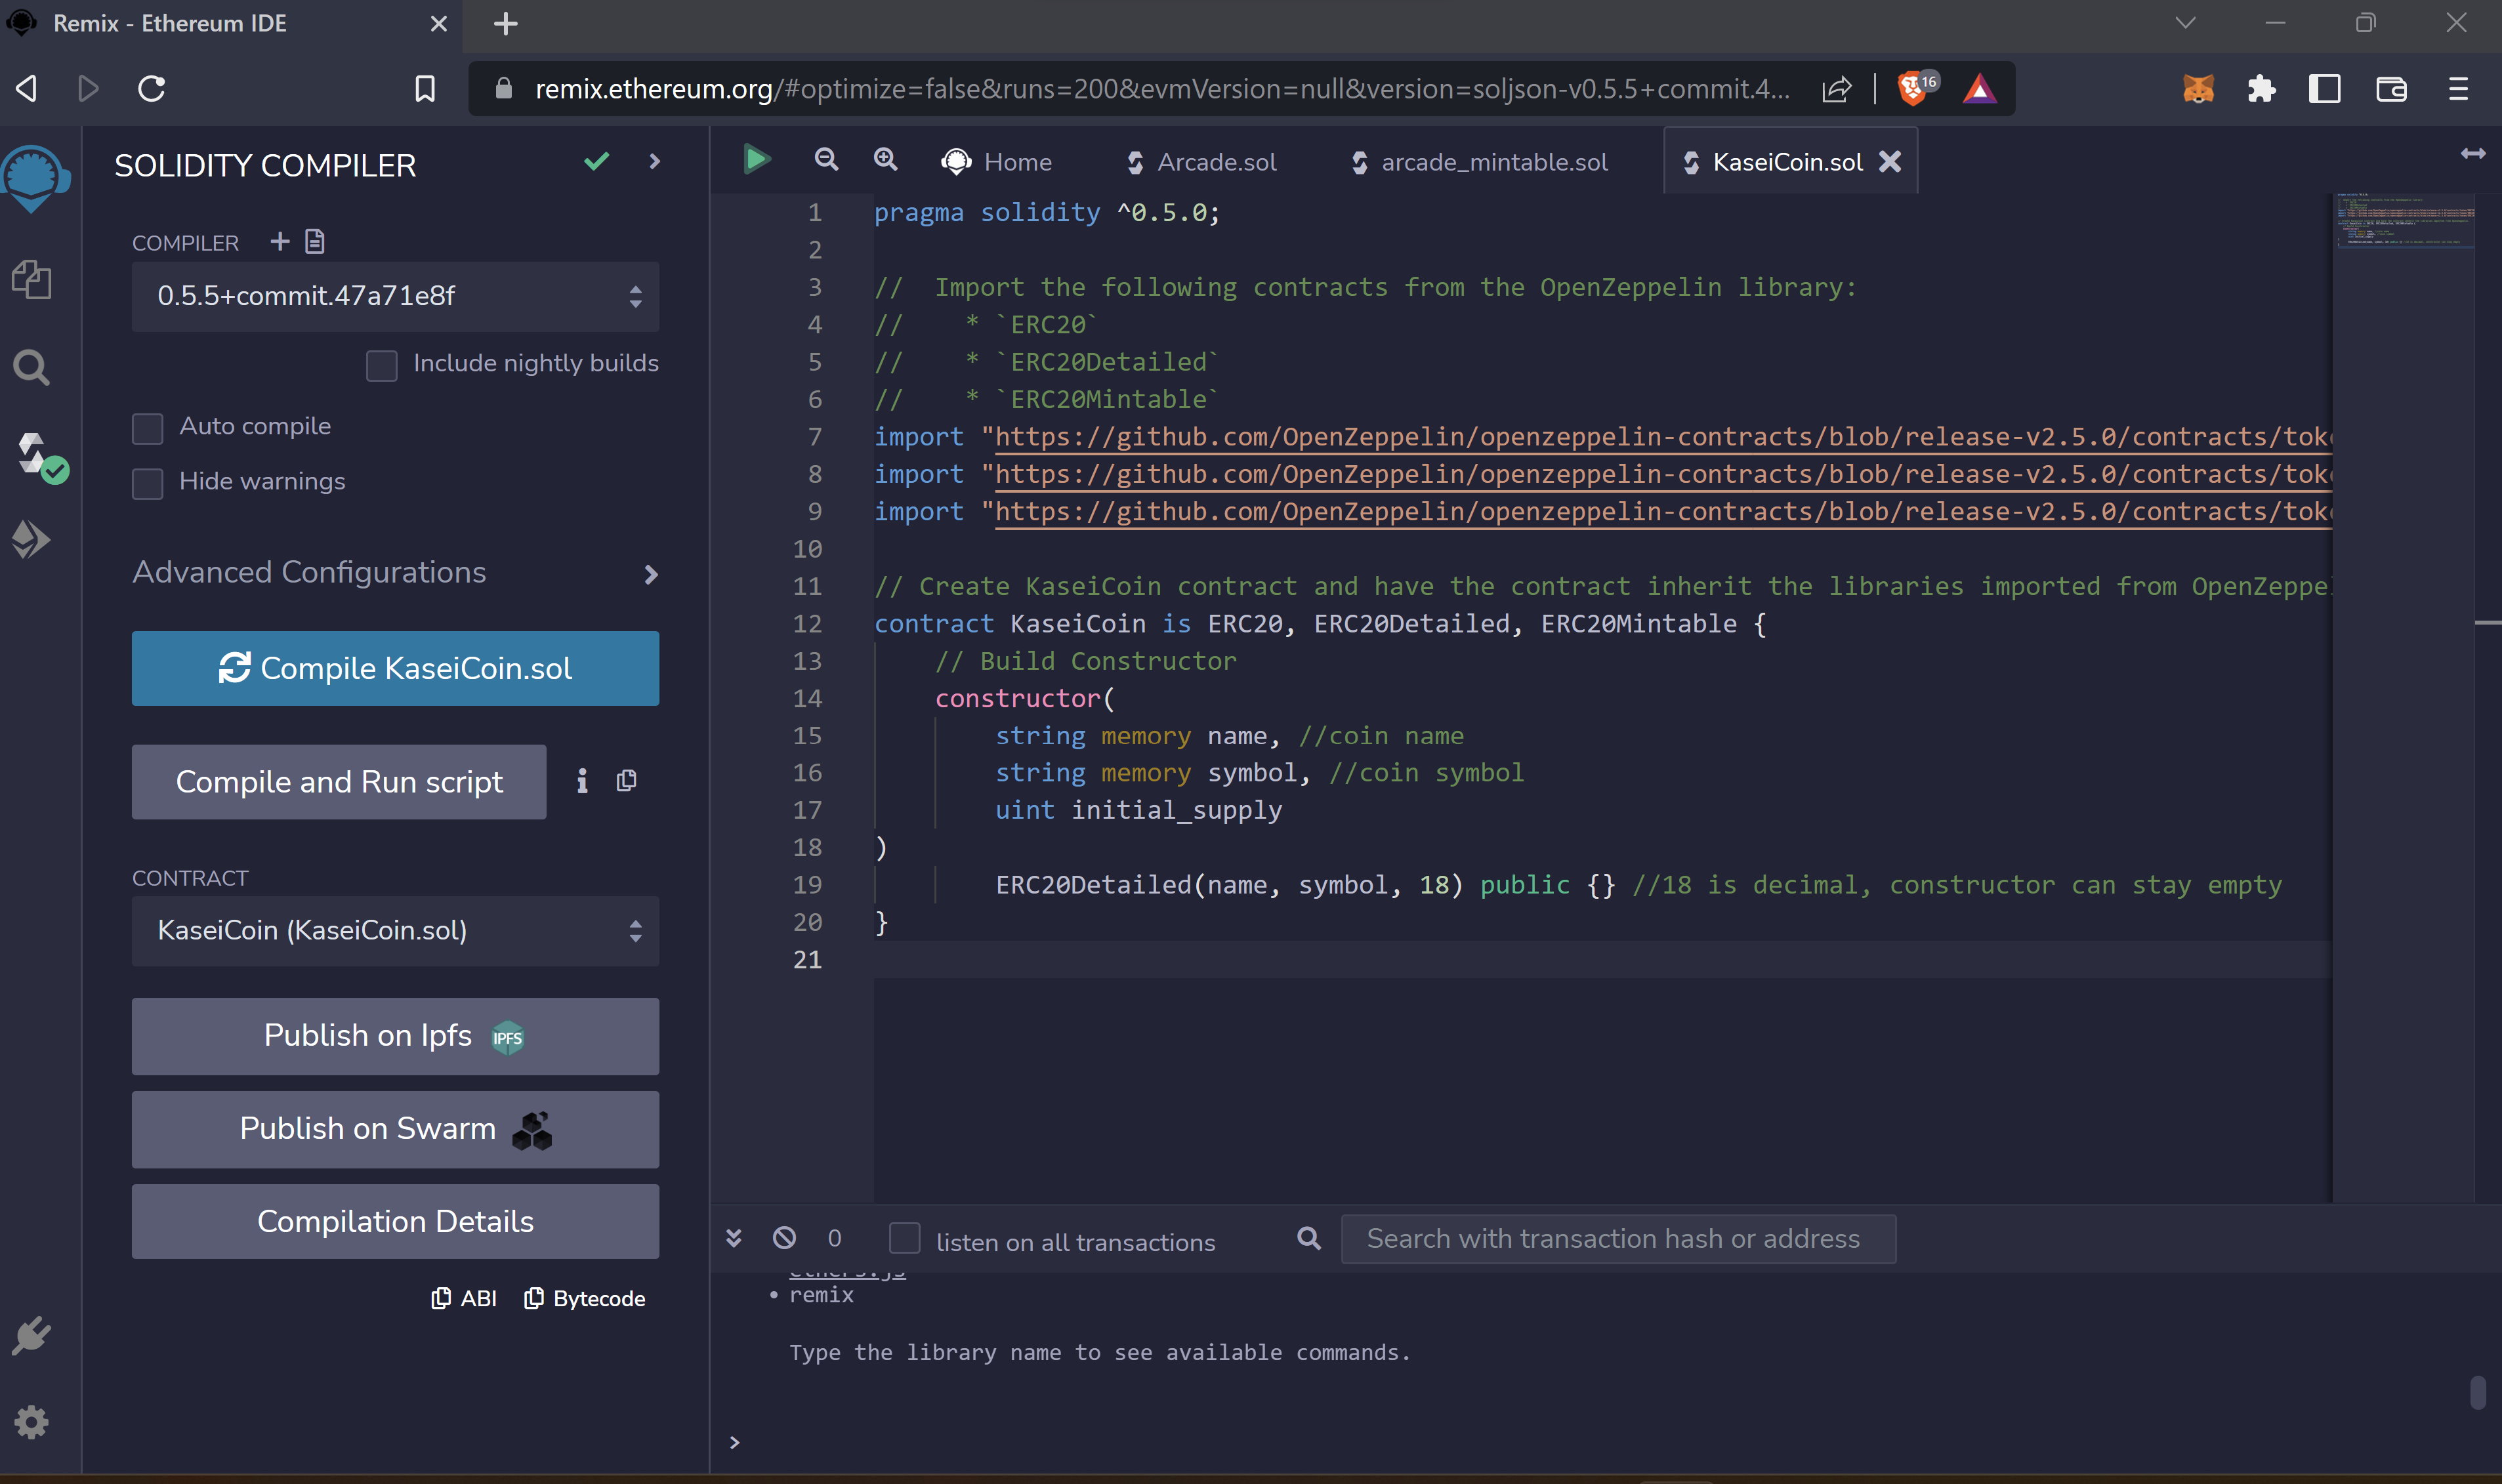 Remix - Ethereum IDE
remix.ethereum.org/#optimize=false&runs=200&evmVersion=null&version=soljson-v0.5.5+commit.4...
16
SOLIDITY COMPILER
COMPILER
0.5.5+commit.47a71e8f
Include nightly builds
Auto compile
Hide warnings
Advanced Configurations
Compile KaseiCoin.sol
Compile and Run script
CONTRACT
KaseiCoin (KaseiCoin.sol)
Publish on Ipfs
IPFS
Publish on Swarm
Compilation Details
ABI Bytecode
Home Arcade.sol arcade_mintable.sol KaseiCoin.sol
1 pragma solidity ^0.5.0;
2
3 //  Import the following contracts from the OpenZeppelin library:
4 //    * `ERC20`
5 //    * `ERC20Detailed`
6 //    * `ERC20Mintable`
7 import "https://github.com/OpenZeppelin/openzeppelin-contracts/blob/release-v2.5.0/contracts/tok
8 import "https://github.com/OpenZeppelin/openzeppelin-contracts/blob/release-v2.5.0/contracts/tok
9 import "https://github.com/OpenZeppelin/openzeppelin-contracts/blob/release-v2.5.0/contracts/tok
10
11 // Create KaseiCoin contract and have the contract inherit the libraries imported from OpenZeppe
12 contract KaseiCoin is ERC20, ERC20Detailed, ERC20Mintable {
13     // Build Constructor
14     constructor(
15         string memory name, //coin name
16         string memory symbol, //coin symbol
17         uint initial_supply
18 )
19         ERC20Detailed(name, symbol, 18) public {} //18 is decimal, constructor can stay empty
20 }
21
0 listen on all transactions Search with transaction hash or address
ethers.js
• remix
Type the library name to see available commands.
>